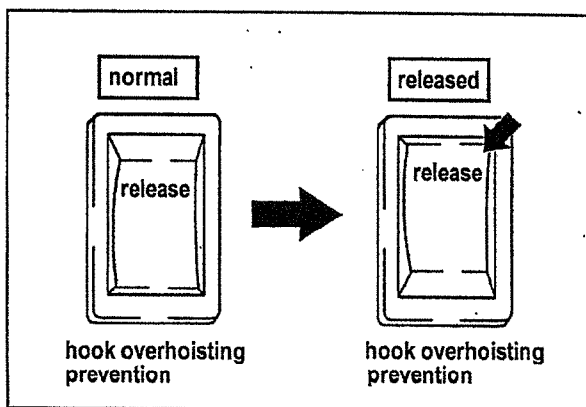 normal
released
release
release
hook overhoisting
prevention
hook overhoisting
prevention